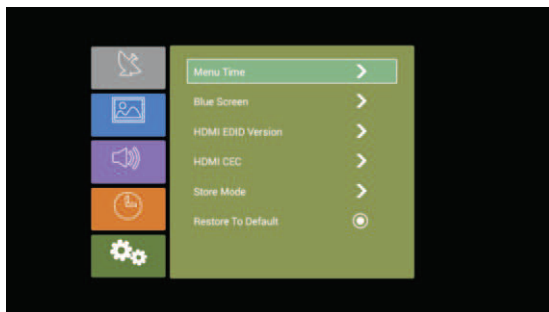 Menu Time
Blue Screen
HDMI EDID Version
HDMI CEC
Store Mode
Restore To Default